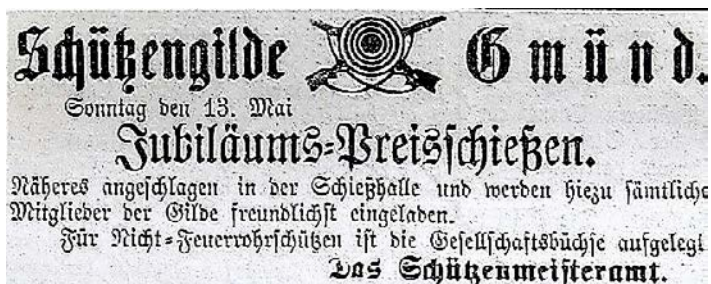 Schützengilde Gmünd.
Sonntag den 13. Mai
Jubiläums-Preisschießen.
Näheres angeschlagen in der Schießhalle und werden hiezu sämtliche
Mitglieder der Gilde freundlichst eingeladen.
Für Nicht-Feuerrohrschützen ist die Gesellschaftsbüchse aufgelegt
Das Schützenmeisteramt.